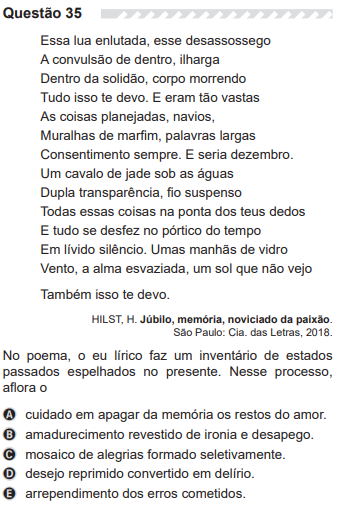 Questão 35
Essa lua enlutada, esse desassossego
A convulsão de dentro, ilharga
Dentro da solidão, corpo morrendo
Tudo isso te devo. E eram tão vastas
As coisas planejadas, navios,
Muralhas de marfim, palavras largas
Consentimento sempre. E seria dezembro.
Um cavalo de jade sob as águas
Dupla transparência, fio suspenso
Todas essas coisas na ponta dos teus dedos
E tudo se desfez no pórtico do tempo
Em lívido silêncio. Umas manhãs de vidro
Vento, a alma esvaziada, um sol que não vejo
Também isso te devo.
HILST, H. Júbilo, memória, noviciado da paixão.
São Paulo: Cia. das Letras, 2018.
No poema, o eu lírico faz um inventário de estados
passados espelhados no presente. Nesse processo,
aflora o
A cuidado em apagar da memória os restos do amor.
B amadurecimento revestido de ironia e desapego.
C mosaico de alegrias formado seletivamente.
D desejo reprimido convertido em delírio.
E arrependimento dos erros cometidos.